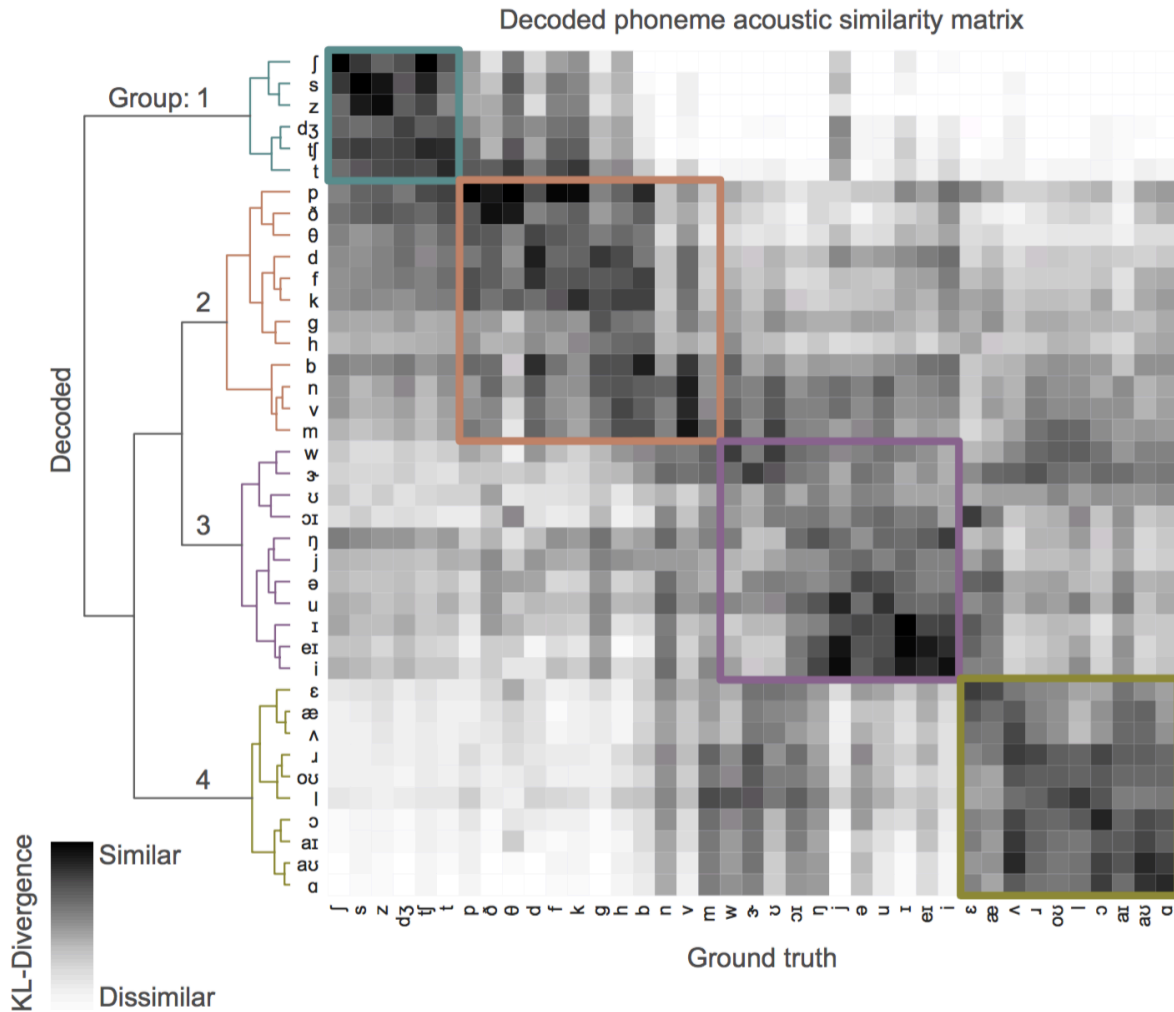 Decoded phoneme acoustic similarity matrix
Group: 1
2
3
4
Decoded
ʃ
s
z
dʒ
tʃ
t
p
ð
θ
d
f
k
g
h
b
n
v
m
w
ɝ
ʊ
ɔɪ
ŋ
j
ə
u
ɪ
eɪ
i
ɛ
æ
ʌ
ɹ
oʊ
l
ɔ
aɪ
aʊ
ɑ
ʃ s z dʒ tʃ t p ð θ d f k g h b n v m w ɝ ʊ ɔɪ ŋ j ə u ɪ eɪ i ɛ æ ʌ ɹ oʊ l ɔ aɪ aʊ ɑ
Ground truth
KL-Divergence
Similar
Dissimilar